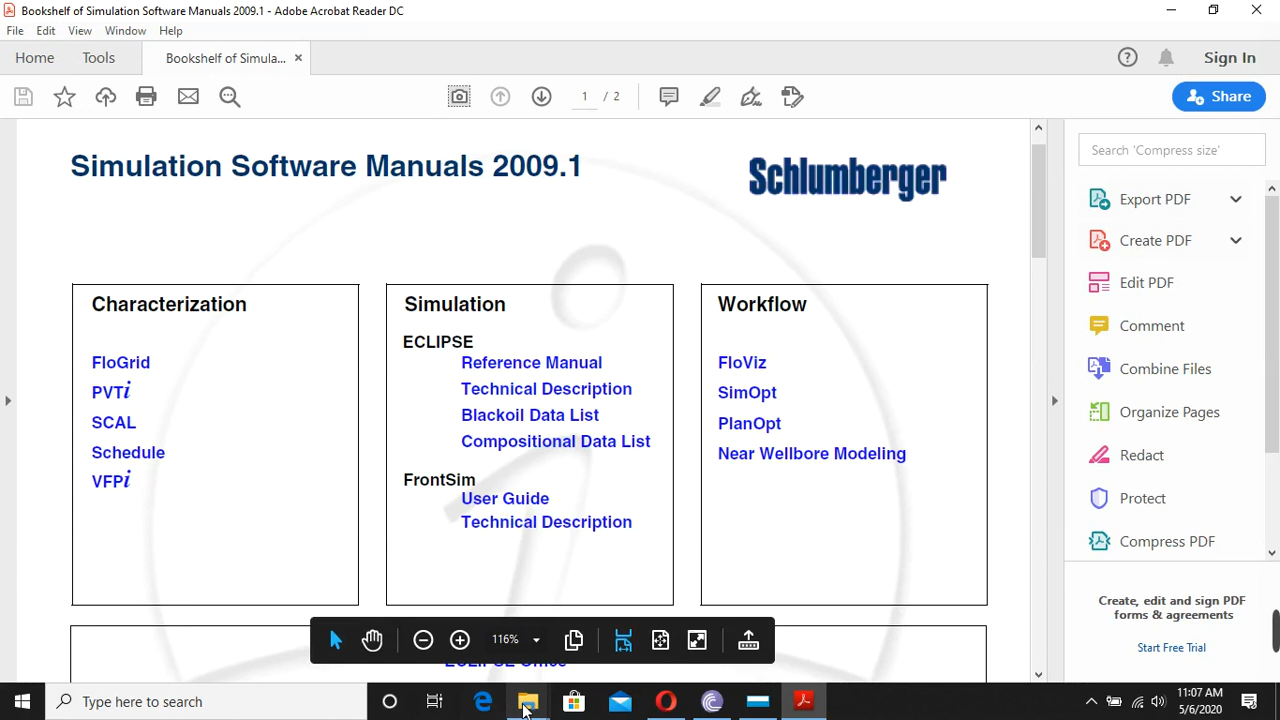 Bookshelf of Simulation Software Manuals 2009.1 - Adobe Acrobat Reader DC
File Edit View Window Help
Home Tools Bookshelf of Simula... ×
Sign In
1 / 2
Share
Simulation Software Manuals 2009.1
Schlumberger
Search 'Compress size'
Export PDF
Create PDF
Edit PDF
Comment
Combine Files
Organize Pages
Redact
Protect
Compress PDF
Characterization
FloGrid
PVTi
SCAL
Schedule
VFPi
Simulation
ECLIPSE
Reference Manual
Technical Description
Blackoil Data List
Compositional Data List
FrontSim
User Guide
Technical Description
Workflow
FloViz
SimOpt
PlanOpt
Near Wellbore Modeling
116%
ECLIPSE Office
Create, edit and sign PDF
forms & agreements
Start Free Trial
Type here to search
11:07 AM
5/6/2020